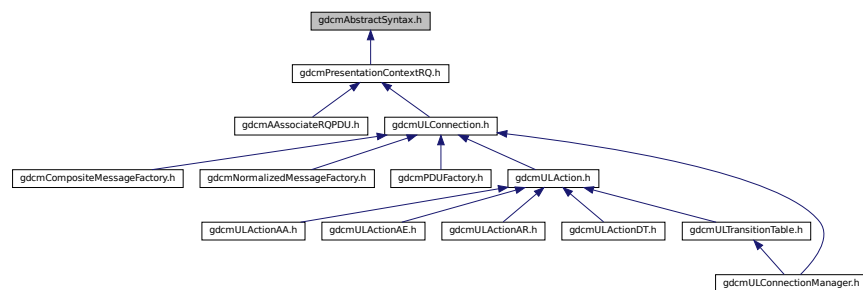 gdcmAbstractSyntax.h
gdcmPresentationContextRQ.h
gdcmAAssociateRQPDU.h
gdcmULConnection.h
gdcmCompositeMessageFactory.h
gdcmNormalizedMessageFactory.h
gdcmPDUFactory.h
gdcmULAction.h
gdcmULActionAA.h
gdcmULActionAE.h
gdcmULActionAR.h
gdcmULActionDT.h
gdcmULTransitionTable.h
gdcmULConnectionManager.h